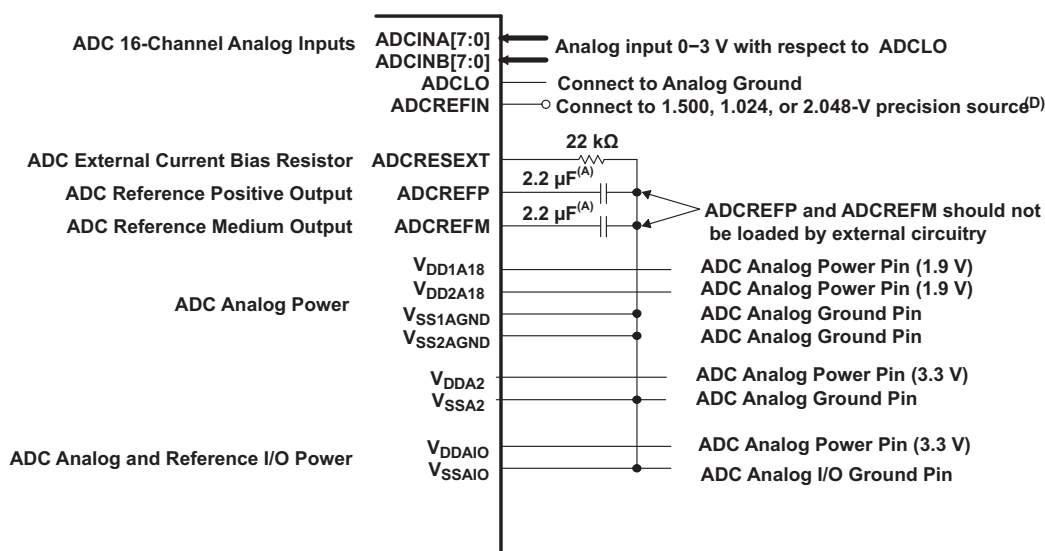 ADC 16-Channel Analog Inputs ADCINA[7:0] Analog input 0−3 V with respect to ADCLO
ADCINB[7:0]
ADCLO Connect to Analog Ground
ADCREFIN Connect to 1.500, 1.024, or 2.048-V precision source(D)
22 kΩ
ADC External Current Bias Resistor ADCRESEXT
2.2 µF(A)
ADC Reference Positive Output ADCREFP
2.2 µF(A)
ADC Reference Medium Output ADCREFM
ADCREFP and ADCREFM should not
be loaded by external circuitry
VDD1A18 ADC Analog Power Pin (1.9 V)
VDD2A18 ADC Analog Power Pin (1.9 V)
ADC Analog Power
VSS1AGND ADC Analog Ground Pin
VSS2AGND ADC Analog Ground Pin
VDDA2 ADC Analog Power Pin (3.3 V)
VSSA2 ADC Analog Ground Pin
ADC Analog and Reference I/O Power
VDDAIO ADC Analog Power Pin (3.3 V)
VSSAIO ADC Analog I/O Ground Pin